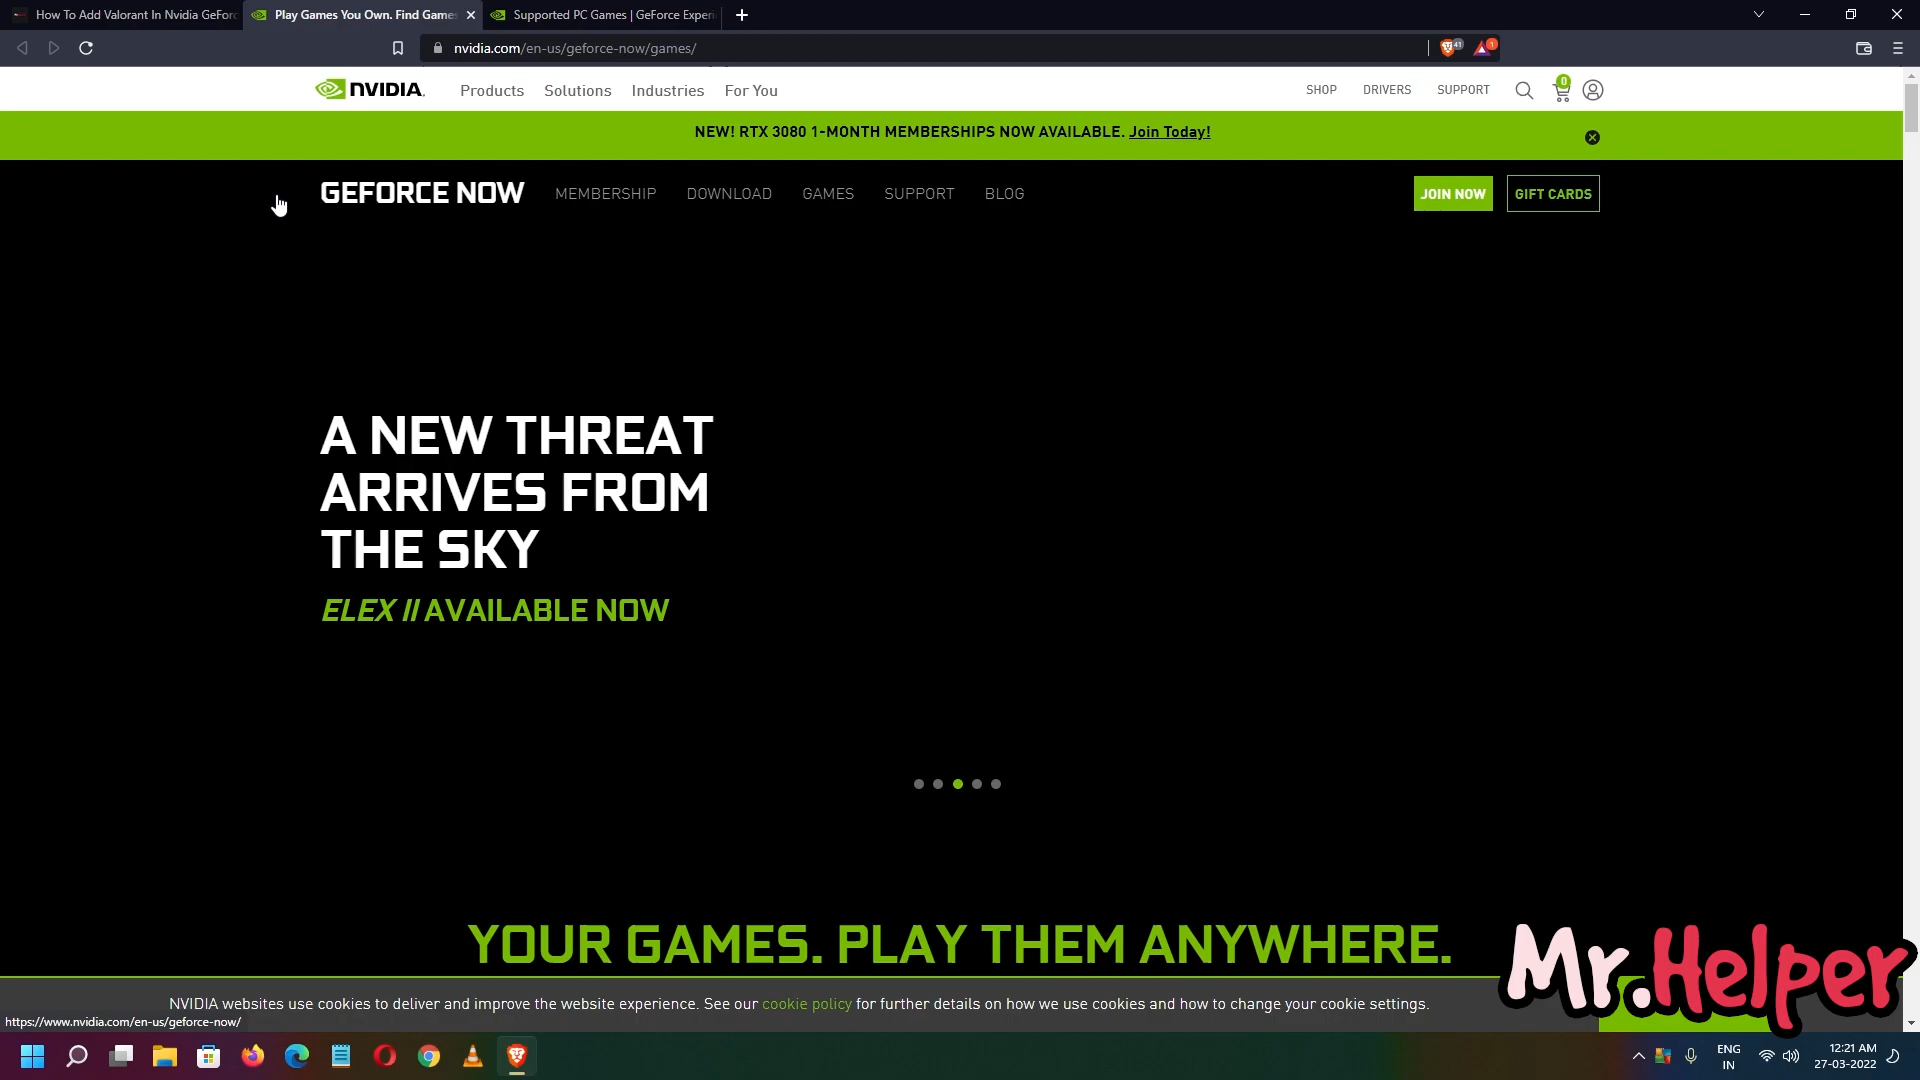 How To Add Valorant In Nvidia GeForc
Play Games You Own. Find Games
Supported PC Games | GeForce Experi
nvidia.com/en-us/geforce-now/games/
41
1
NVIDIA.
Products
Solutions
Industries
For You
SHOP
DRIVERS
SUPPORT
0
NEW! RTX 3080 1-MONTH MEMBERSHIPS NOW AVAILABLE. Join Today!
GEFORCE NOW
MEMBERSHIP
DOWNLOAD
GAMES
SUPPORT
BLOG
JOIN NOW
GIFT CARDS
A NEW THREAT
ARRIVES FROM
THE SKY
ELEX II AVAILABLE NOW
YOUR GAMES. PLAY THEM ANYWHERE.
Mr.Helper
NVIDIA websites use cookies to deliver and improve the website experience. See our cookie policy for further details on how we use cookies and how to change your cookie settings.
https://www.nvidia.com/en-us/geforce-now/
ENG
IN
12:21 AM
27-03-2022